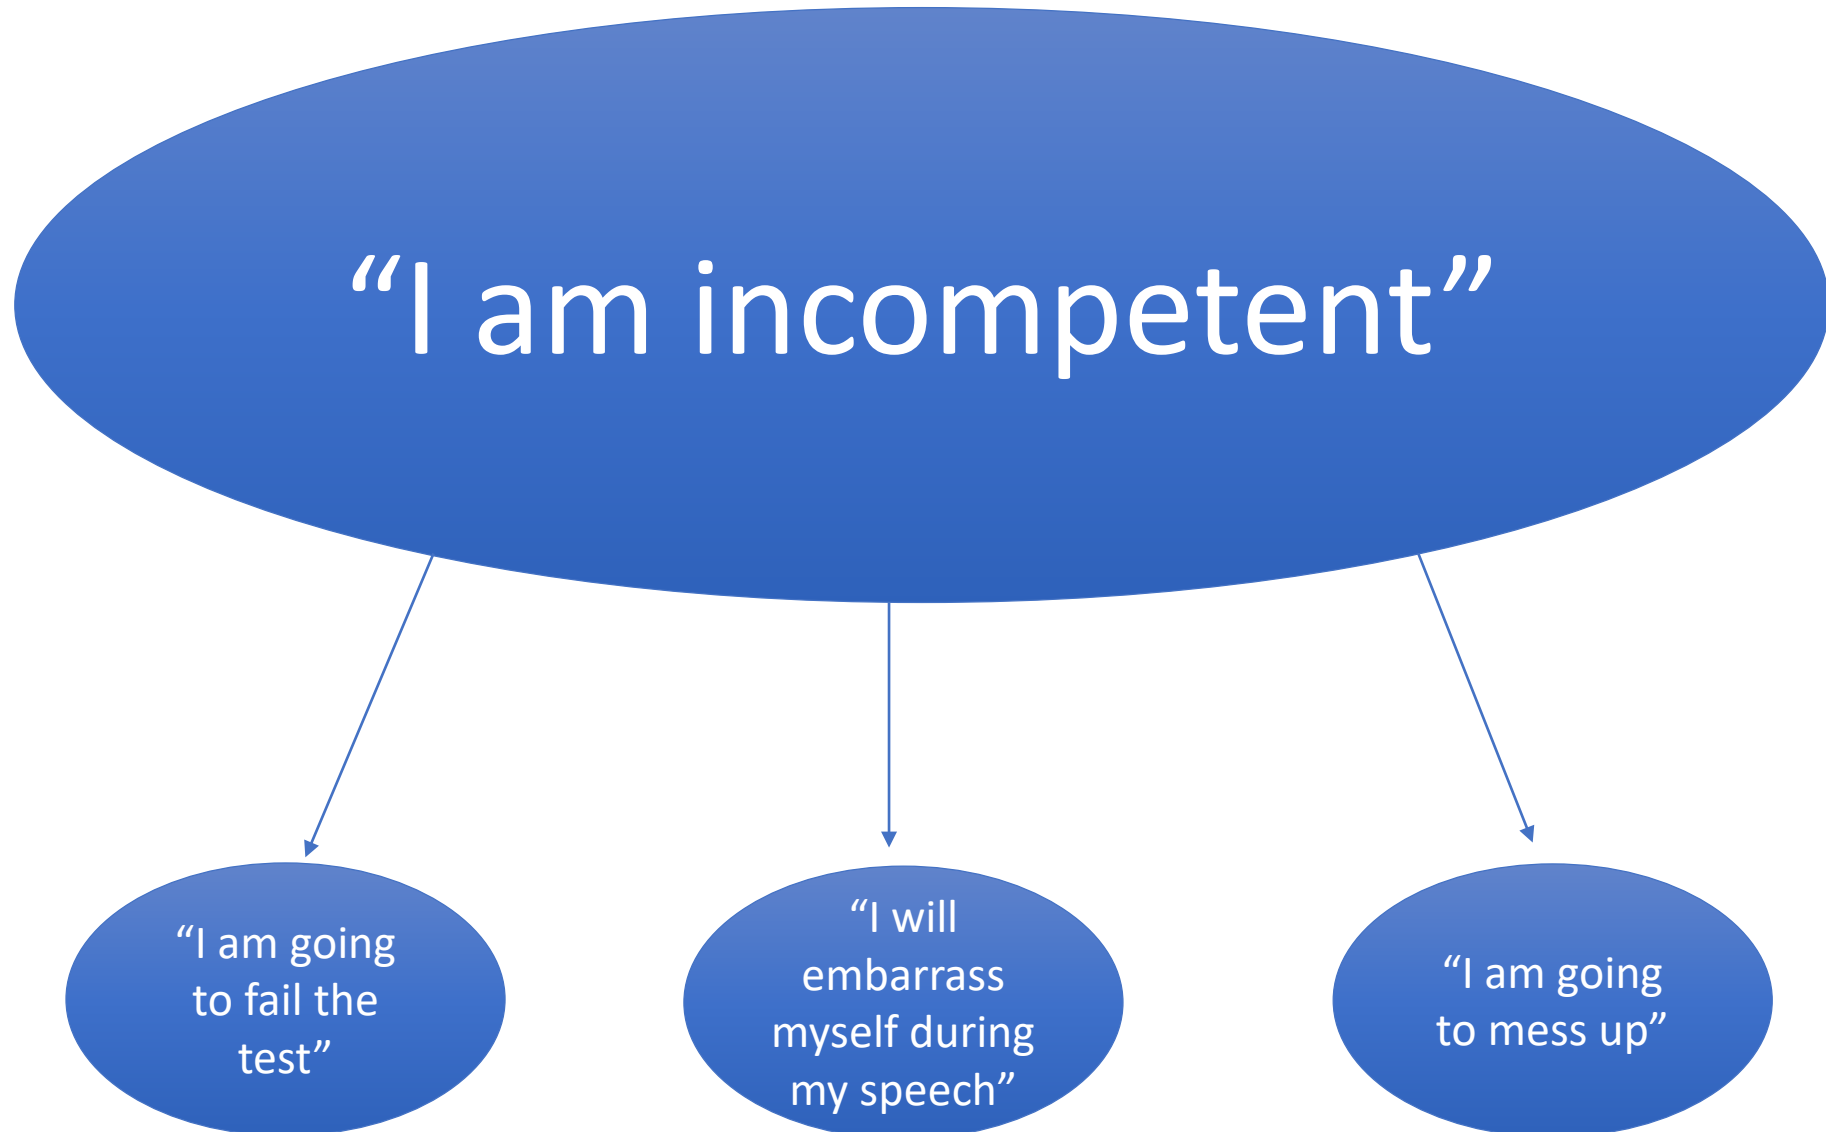 “I am incompetent”
“I am going
to fail the
test”
“I will
embarrass
myself during
my speech”
“I am going
to mess up”